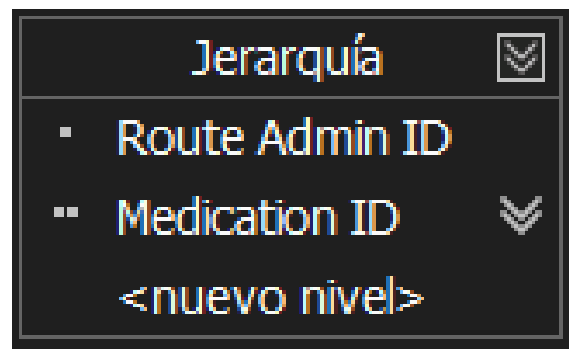 Jerarquía
Route Admin ID
Medication ID
<nuevo nivel>